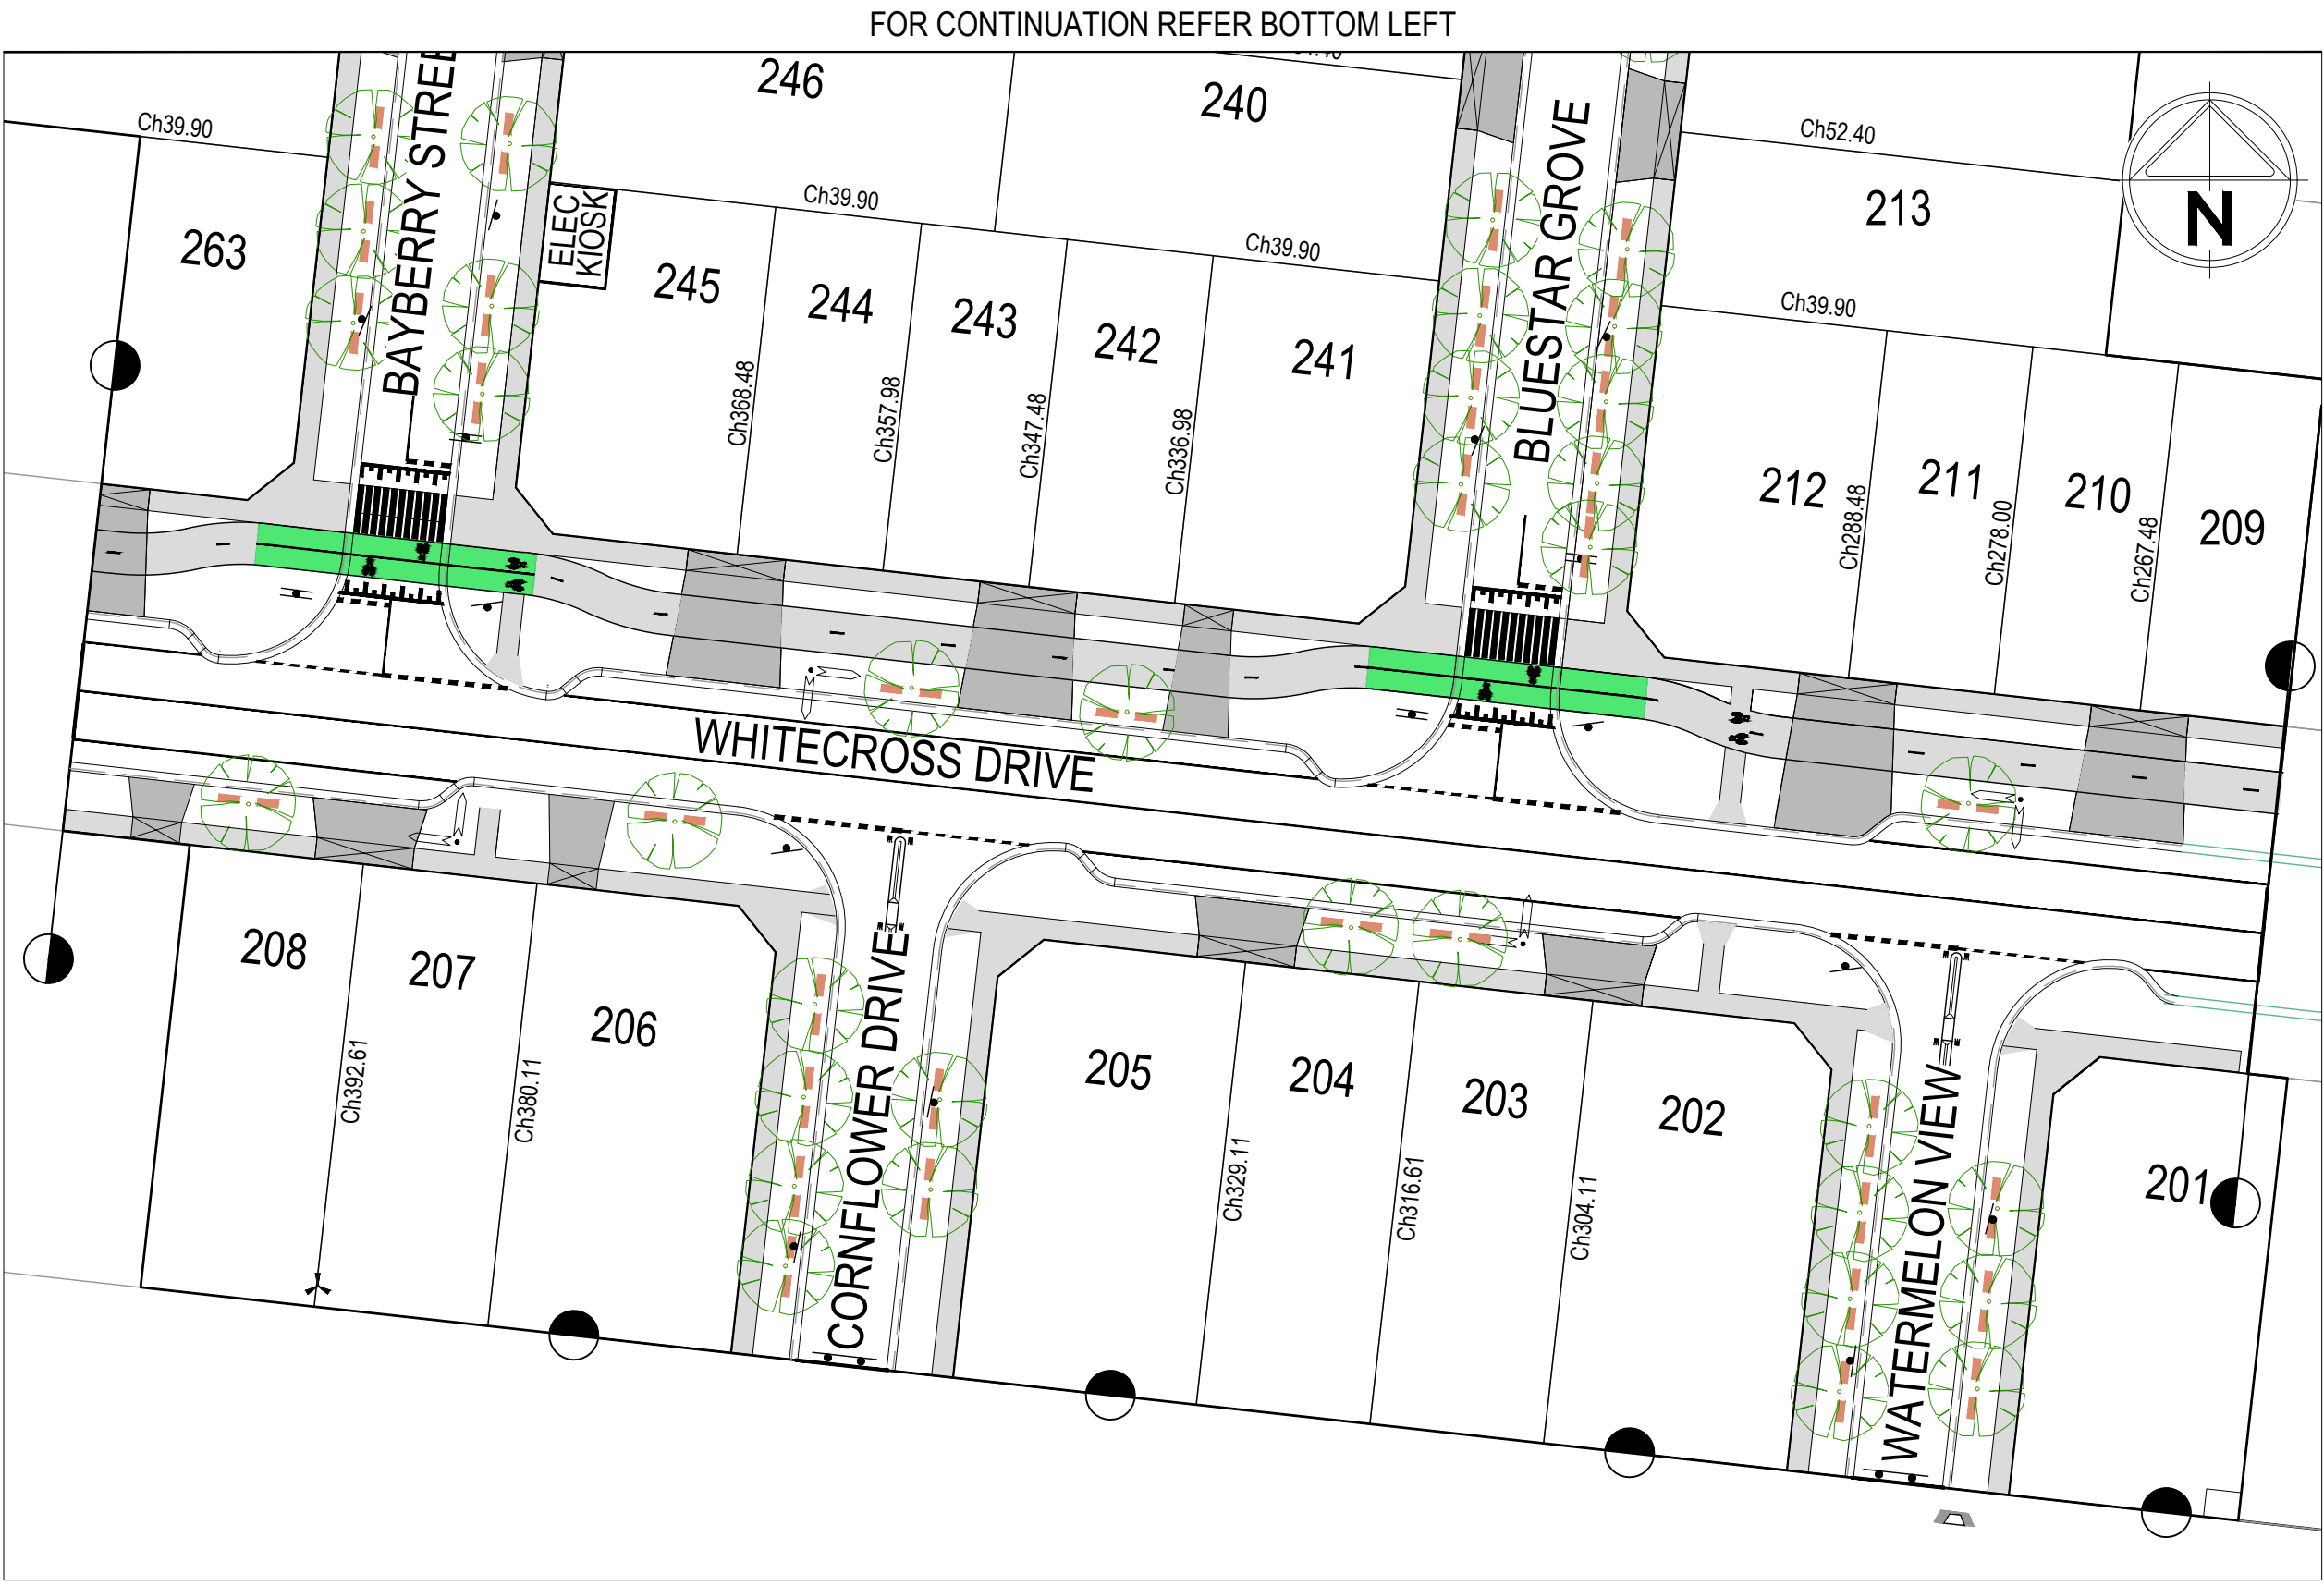 FOR CONTINUATION REFER BOTTOM LEFT
246
240
Ch39.90
BAYBERRY
Ch52.40
213
N
263
ELEC
KIOSK
Ch39.90
BLUESTAR GROVE
Ch39.90
Ch39.90
245
244
243
242
241
Ch368.48
Ch357.98
Ch347.48
Ch336.98
212
211
210
209
Ch288.48
Ch278.00
Ch267.48
WHITECROSS DRIVE
208
207
206
CORNFLOWER DRIVE
205
204
203
202
WATERMELON VIEW
201
Ch392.61
Ch380.11
Ch329.11
Ch316.61
Ch304.11